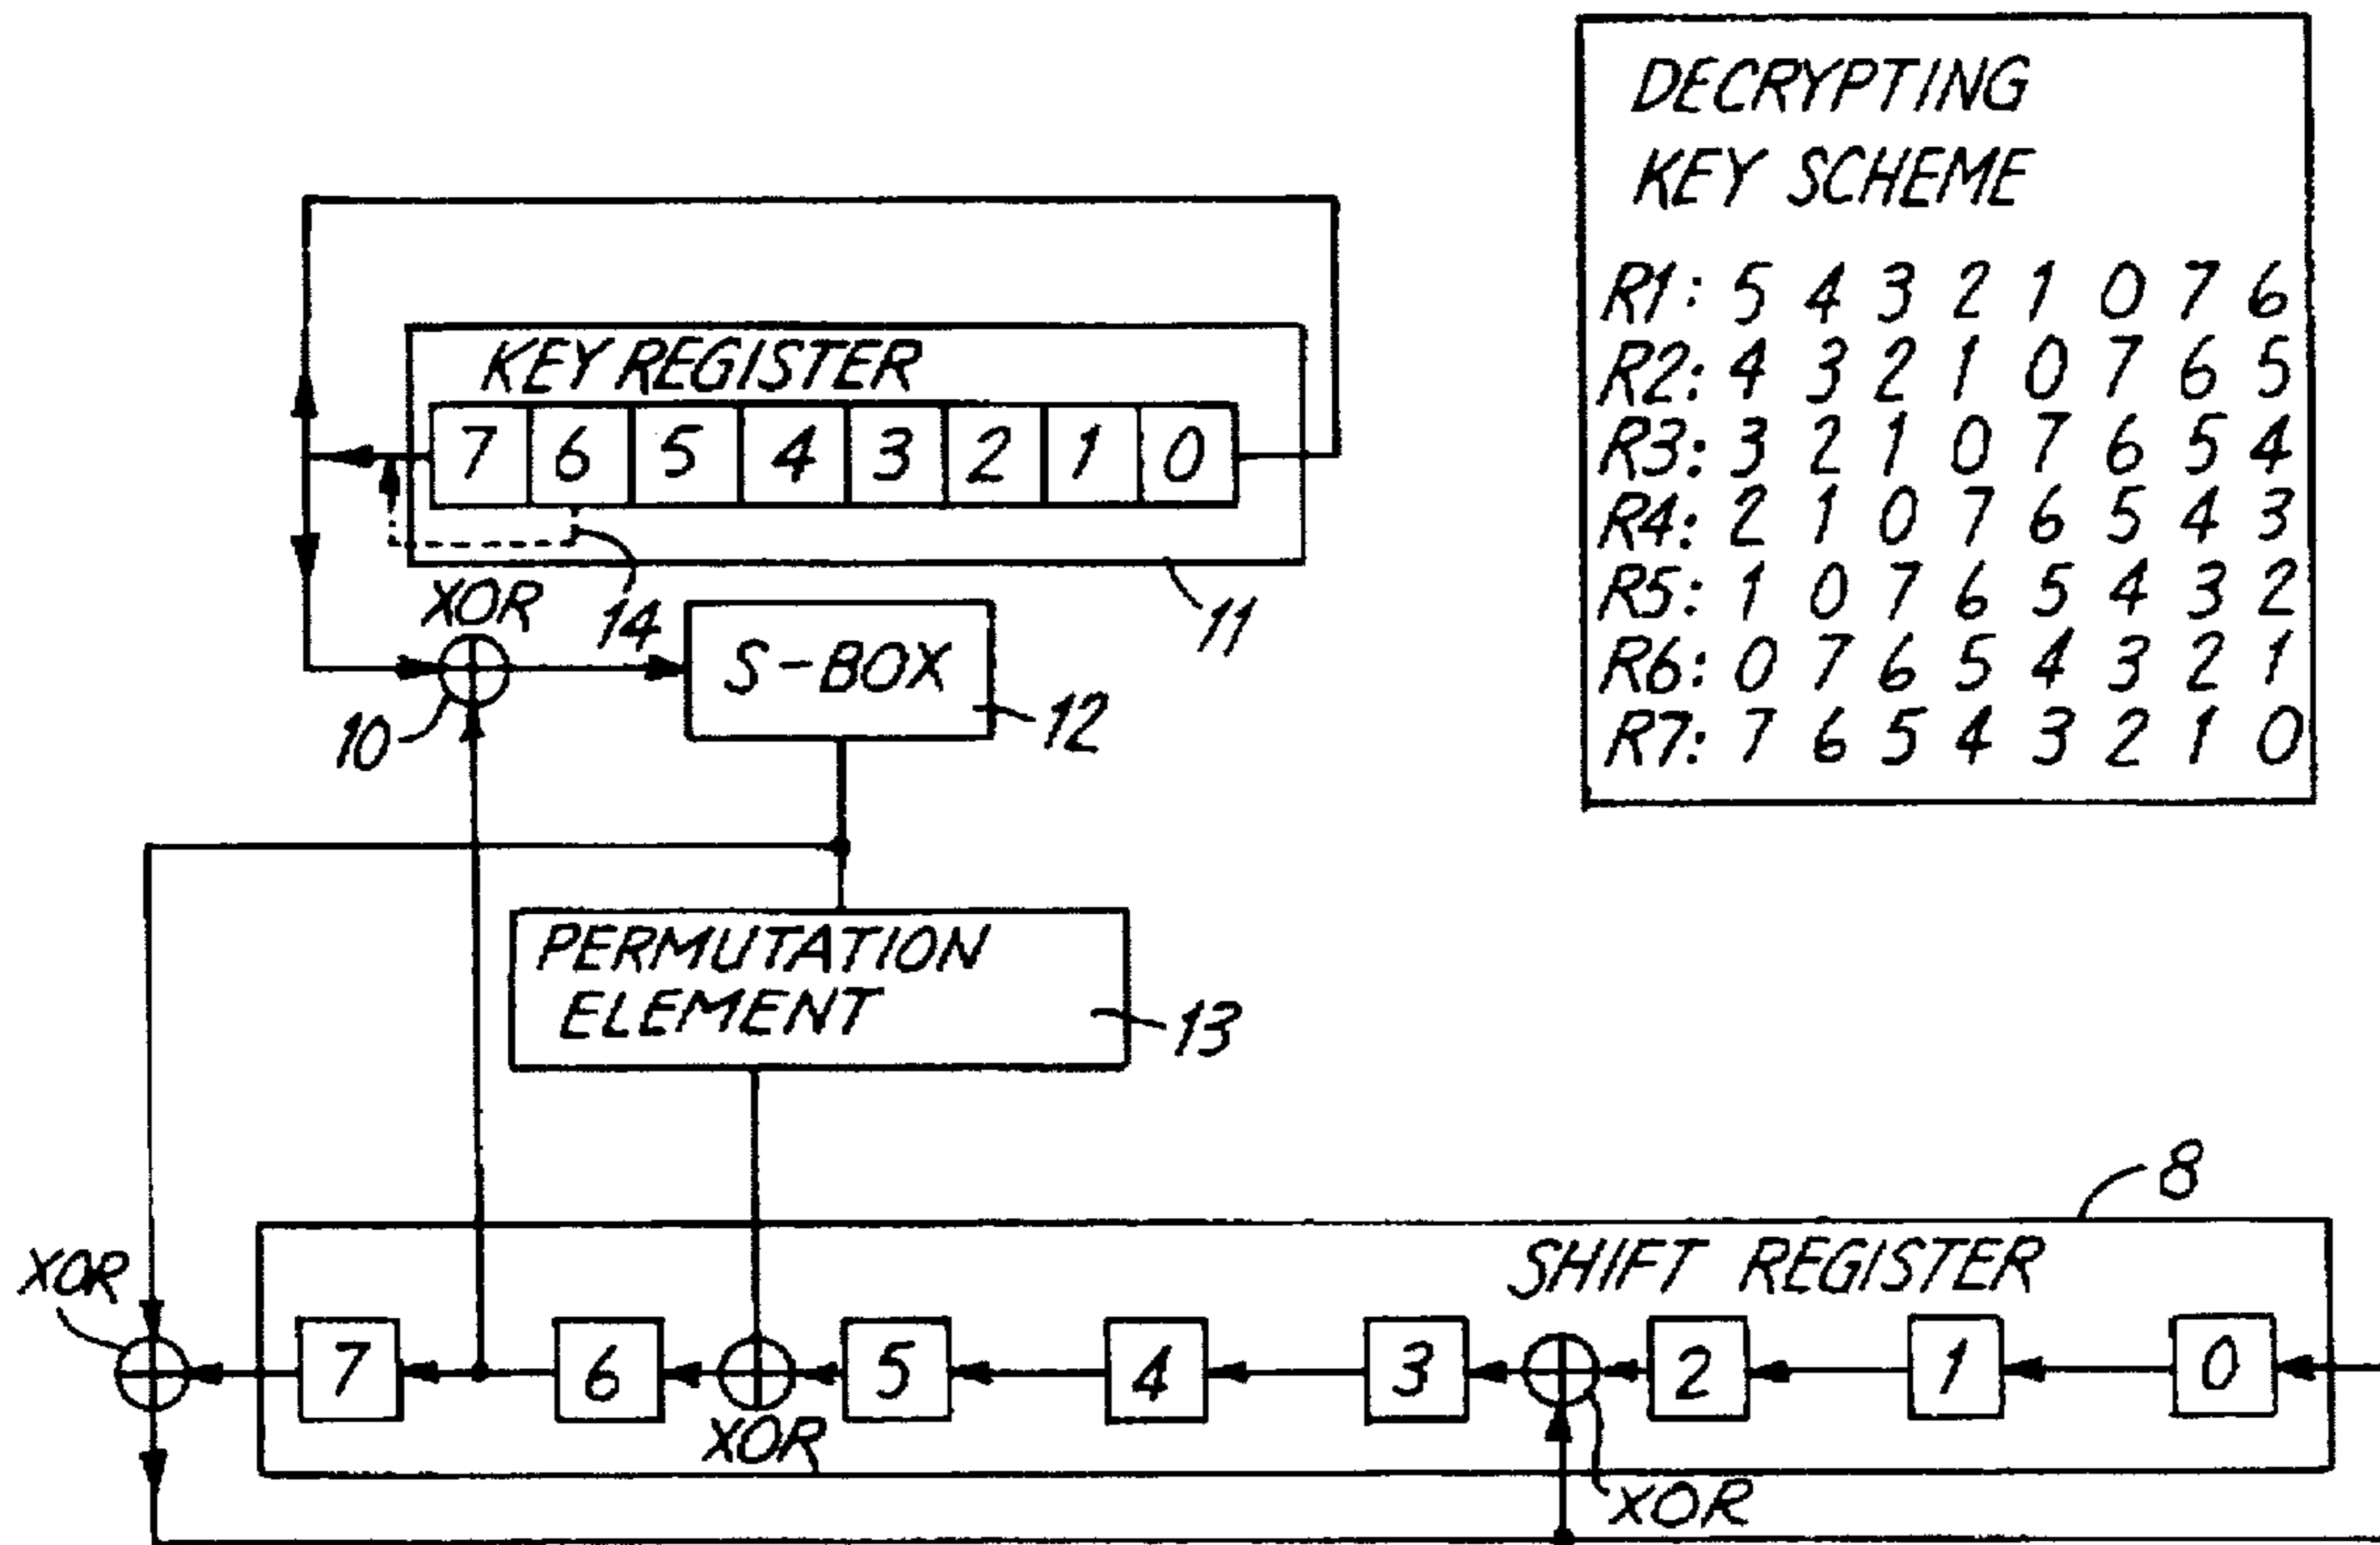 DECRYPTING
KEY SCHEME
R1: 5 4 3 2 1 0 7 6
R2: 4 3 2 1 0 7 6 5
R3: 3 2 1 0 7 6 5 4
R4: 2 1 0 7 6 5 4 3
R5: 1 0 7 6 5 4 3 2
R6: 0 7 6 5 4 3 2 1
R7: 7 6 5 4 3 2 1 0
KEY REGISTER
7 6 5 4 3 2 1 0
14
11
XOR
10
S-BOX
12
PERMUTATION
ELEMENT
13
8
SHIFT REGISTER
XOR
7 6 5 4 3 2 1 0
XOR
XOR